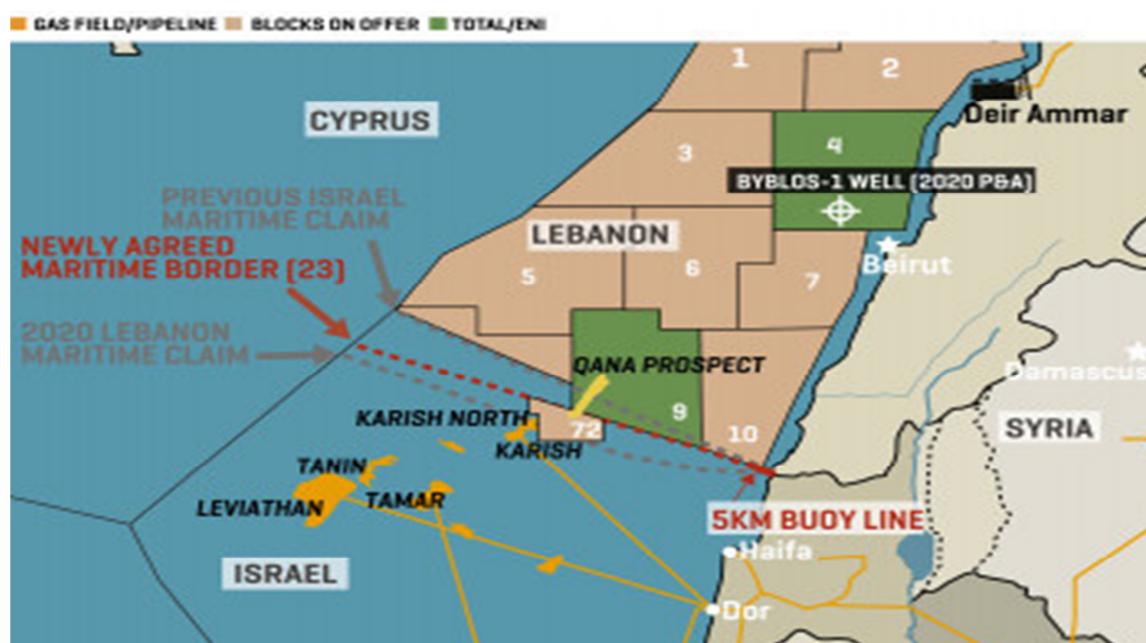 GAS FIELD/PIPELINE BLOCKS ON OFFER TOTAL/ENI
1
2
CYPRUS
Deir Ammar
3
4
BYBLOS-1 WELL (2020 P&A)
PREVIOUS ISRAEL
MARITIME CLAIM
LEBANON
NEWLY AGREED
MARITIME BORDER (23)
5
6
7
Beirut
2020 LEBANON
MARITIME CLAIM
QANA PROSPECT
Damascus
KARISH NORTH
9
72
10
SYRIA
KARISH
TANIN
LEVIATHAN
TAMAR
5KM BUOY LINE
Haifa
ISRAEL
Dor